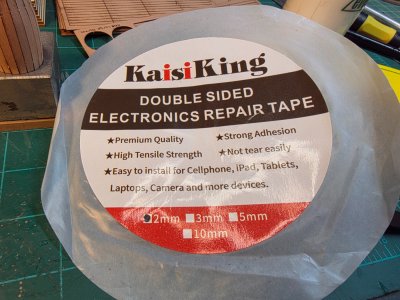 KaisiKing
DOUBLE SIDED
ELECTRONICS REPAIR TAPE
★Premium Quality ★Strong Adhesion
★High Tensile Strength ★Not tear easily
★Easy to install for Cellphone, iPad, Tablets,
Laptops, Camera and more devices.
2mm 3mm 5mm
10mm